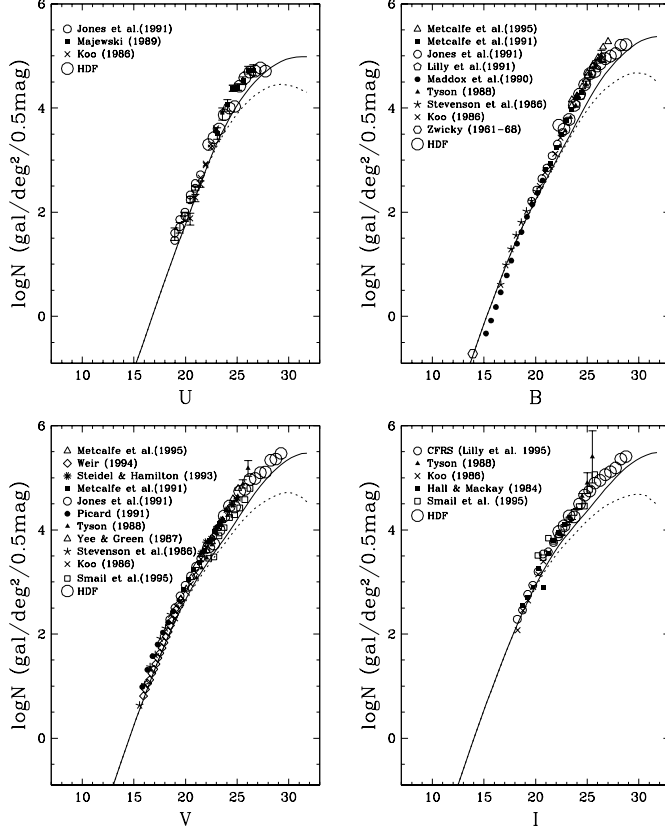 6
4
2
0
logN (gal/deg²/0.5mag)
Jones et al.(1991)
Majewski (1989)
Koo (1986)
HDF
10 15 20 25 30
U
6
4
2
0
logN (gal/deg²/0.5mag)
Metcalfe et al.(1995)
Metcalfe et al.(1991)
Jones et al.(1991)
Lilly et al.(1991)
Maddox et al.(1990)
Tyson (1988)
Stevenson et al.(1986)
Koo (1986)
Zwicky (1961-68)
HDF
10 15 20 25 30
B
6
4
2
0
logN (gal/deg²/0.5mag)
Metcalfe et al.(1995)
Weir (1994)
Steidel & Hamilton (1993)
Metcalfe et al.(1991)
Jones et al.(1991)
Picard (1991)
Tyson (1988)
Yee & Green (1987)
Stevenson et al.(1986)
Koo (1986)
Smail et al.(1995)
HDF
10 15 20 25 30
V
6
4
2
0
logN (gal/deg²/0.5mag)
CFRS (Lilly et al. 1995)
Tyson (1988)
Koo (1986)
Hall & Mackay (1984)
Smail et al. (1995)
HDF
10 15 20 25 30
I